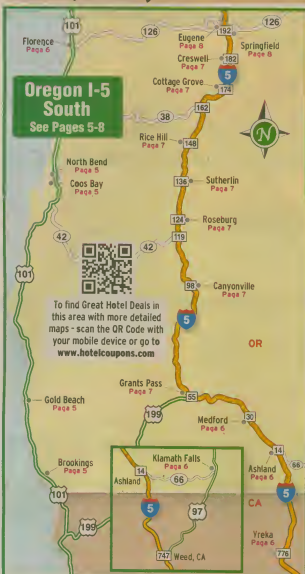 101
126
126
Florence
Page 6
Eugene
Page 8
192
Springfield
Page 8
Creswell
Page 7
182
5
Cottage Grove
Page 7
174
Oregon I-5
South
See Pages 5-8
162
38
N
Rice Hill
Page 7
148
North Bend
Page 5
Coos Bay
Page 5
136
Sutherlin
Page 7
124
Roseburg
Page 7
42
42
119
101
98
Canyonville
Page 7
To find Great Hotel Deals in
this area with more detailed
maps - scan the QR Code with
your mobile device or go to
www.hotelcoupons.com
5
OR
Grants Pass
Page 7
55
Gold Beach
Page 5
199
Medford
Page 6
30
Brookings
Page 5
Klamath Falls
Page 6
14
66
Ashland
14
Ashland
Page 6
66
5
101
5
97
CA
199
Yreka
Page 6
747
Weed, CA
776